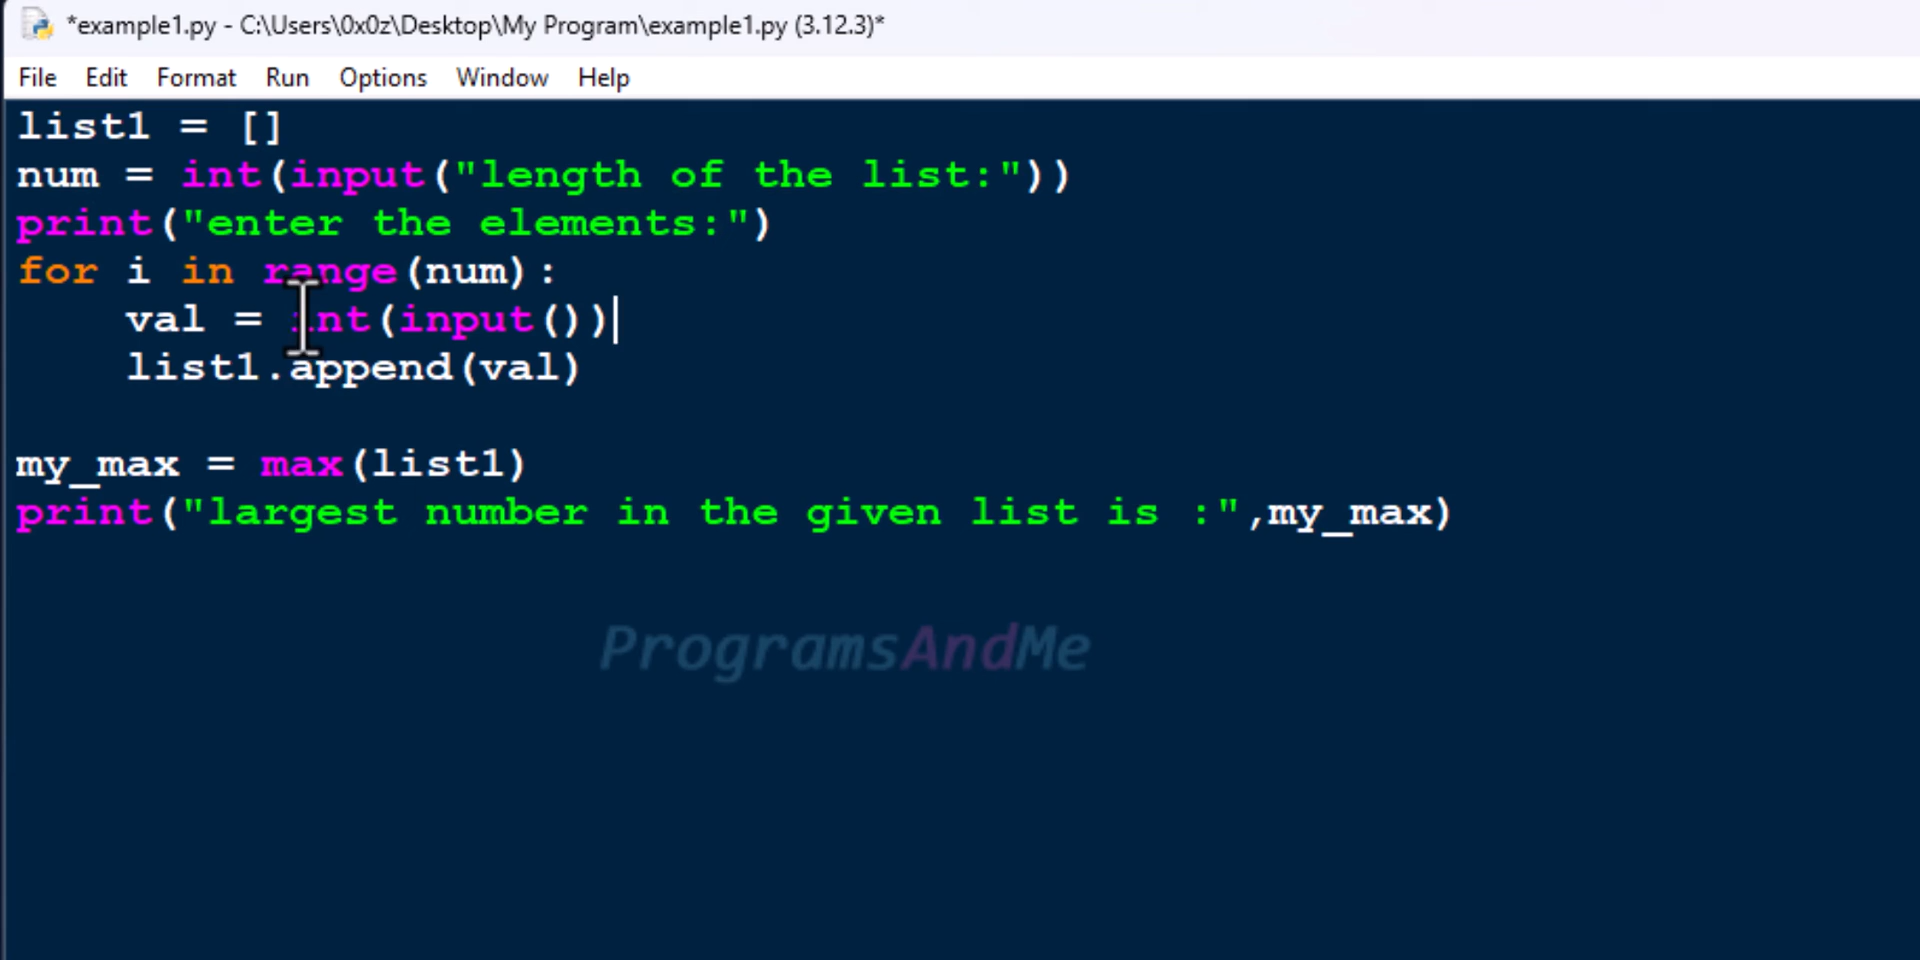 *example1.py - C:\Users\0x0z\Desktop\My Program\example1.py (3.12.3)*
File Edit Format Run Options Window Help
list1 = []
num = int(input("length of the list:"))
print("enter the elements:")
for i in range(num):
    val = int(input())
    list1.append(val)
my_max = max(list1)
print("largest number in the given list is :",my_max)
ProgramsAndMe